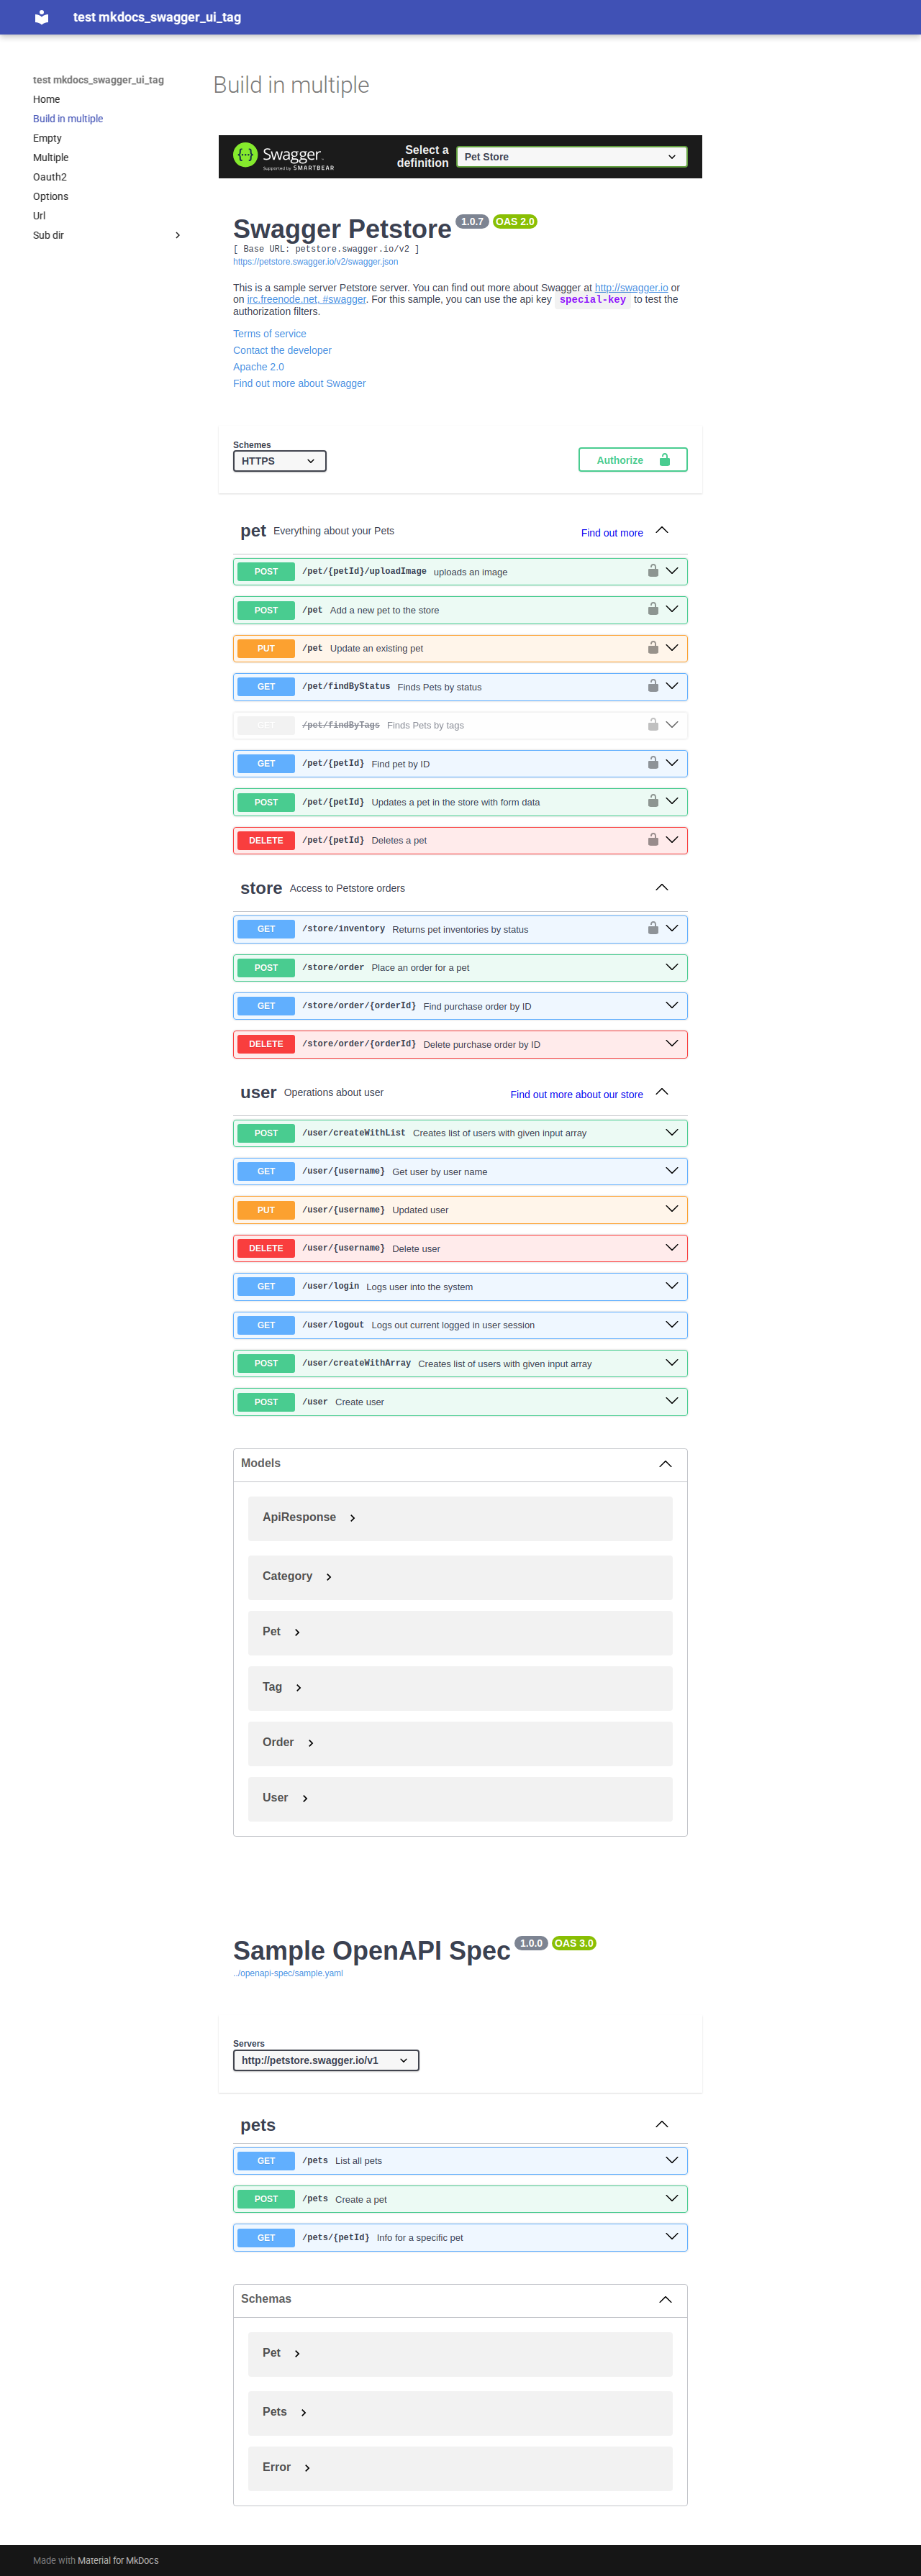 test mkdocs_swagger_ui_tag
test mkdocs_swagger_ui_tag
Home
Build in multiple
Empty
Multiple
Oauth2
Options
Url
Sub dir
Build in multiple
Swagger.
Supported by SMARTBEAR
Select a
definition
Pet Store
Swagger Petstore 1.0.7 OAS 2.0
[ Base URL: petstore.swagger.io/v2 ]
https://petstore.swagger.io/v2/swagger.json
This is a sample server Petstore server. You can find out more about Swagger at http://swagger.io or
on irc.freenode.net, #swagger. For this sample, you can use the api key special-key to test the
authorization filters.
Terms of service
Contact the developer
Apache 2.0
Find out more about Swagger
Schemes
HTTPS
Authorize
pet Everything about your Pets Find out more
POST /pet/{petId}/uploadImage uploads an image
POST /pet Add a new pet to the store
PUT /pet Update an existing pet
GET /pet/findByStatus Finds Pets by status
GET /pet/findByTags Finds Pets by tags
GET /pet/{petId} Find pet by ID
POST /pet/{petId} Updates a pet in the store with form data
DELETE /pet/{petId} Deletes a pet
store Access to Petstore orders
GET /store/inventory Returns pet inventories by status
POST /store/order Place an order for a pet
GET /store/order/{orderId} Find purchase order by ID
DELETE /store/order/{orderId} Delete purchase order by ID
user Operations about user Find out more about our store
POST /user/createWithList Creates list of users with given input array
GET /user/{username} Get user by user name
PUT /user/{username} Updated user
DELETE /user/{username} Delete user
GET /user/login Logs user into the system
GET /user/logout Logs out current logged in user session
POST /user/createWithArray Creates list of users with given input array
POST /user Create user
Models
ApiResponse
Category
Pet
Tag
Order
User
Sample OpenAPI Spec 1.0.0 OAS 3.0
../openapi-spec/sample.yaml
Servers
http://petstore.swagger.io/v1
pets
GET /pets List all pets
POST /pets Create a pet
GET /pets/{petId} Info for a specific pet
Schemas
Pet
Pets
Error
Made with Material for MkDocs